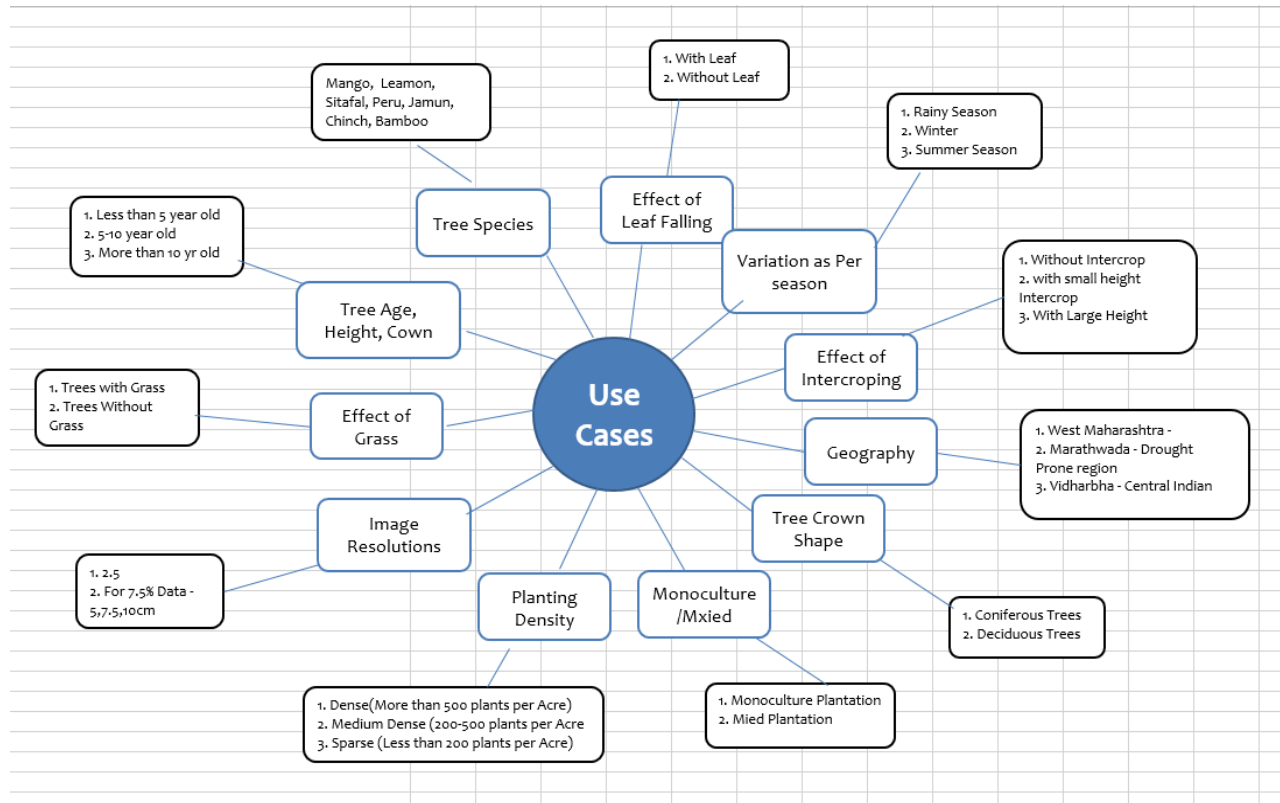 1. With Leaf
2. Without Leaf
Mango,  Leamon,
Sitafal, Peru, Jamun,
Chinch, Bamboo
1. Rainy Season
2. Winter
3. Summer Season
Effect of
Leaf Falling
Tree Species
1. Less than 5 year old
2. 5-10 year old
3. More than 10 yr old
Variation as Per
season
1. Without Intercrop
2. with small height
Intercrop
3. With Large Height
Tree Age,
Height, Cown
Effect of
Intercroping
1. Trees with Grass
2. Trees Without
Grass
Effect of
Grass
Use
Cases
Geography
1. West Maharashtra -
2. Marathwada - Drought
Prone region
3. Vidharbha - Central Indian
Image
Resolutions
Tree Crown
Shape
1. 2.5
2. For 7.5% Data -
5,7.5,10cm
Planting
Density
Monoculture
/Mxied
1. Coniferous Trees
2. Deciduous Trees
1. Dense(More than 500 plants per Acre)
2. Medium Dense (200-500 plants per Acre
3. Sparse (Less than 200 plants per Acre)
1. Monoculture Plantation
2. Mied Plantation